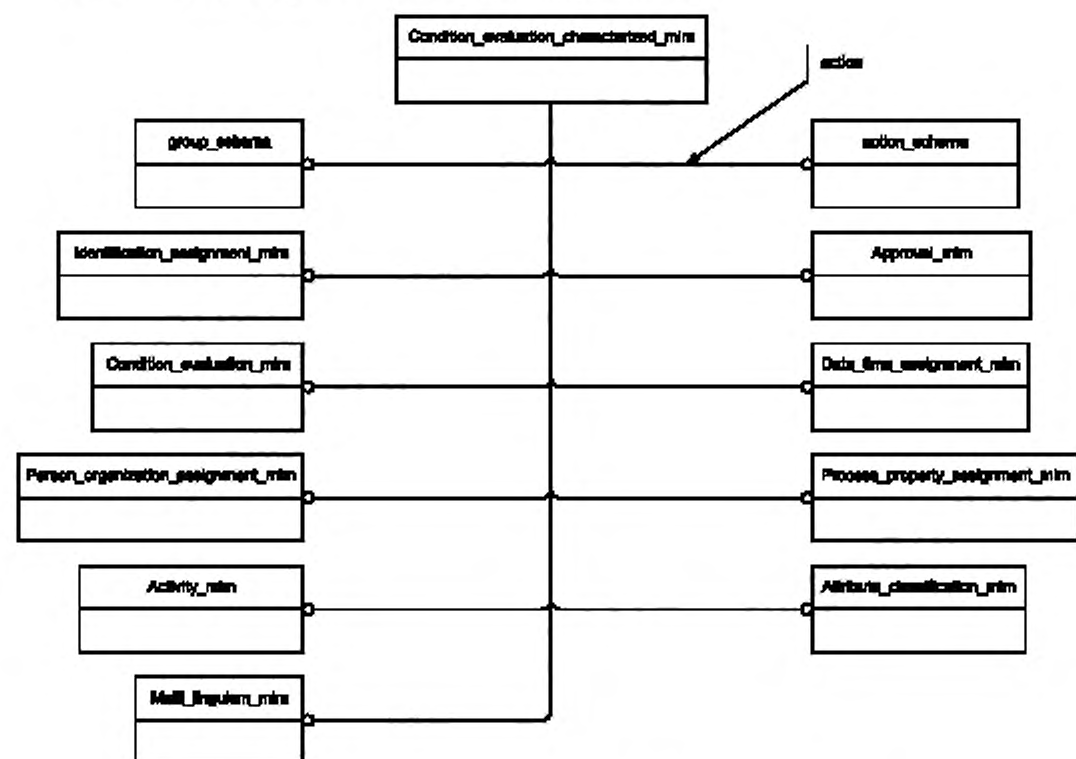 Condition_evaluation_characterized_mim
action
group_schema
action_schema
Identification_assignment_mim
Approval_mim
Condition_evaluation_mim
Date_time_assignment_mim
Person_organization_assignment_mim
Process_property_assignment_mim
Activity_mim
Attribute_classification_mim
Multi_linguism_mim